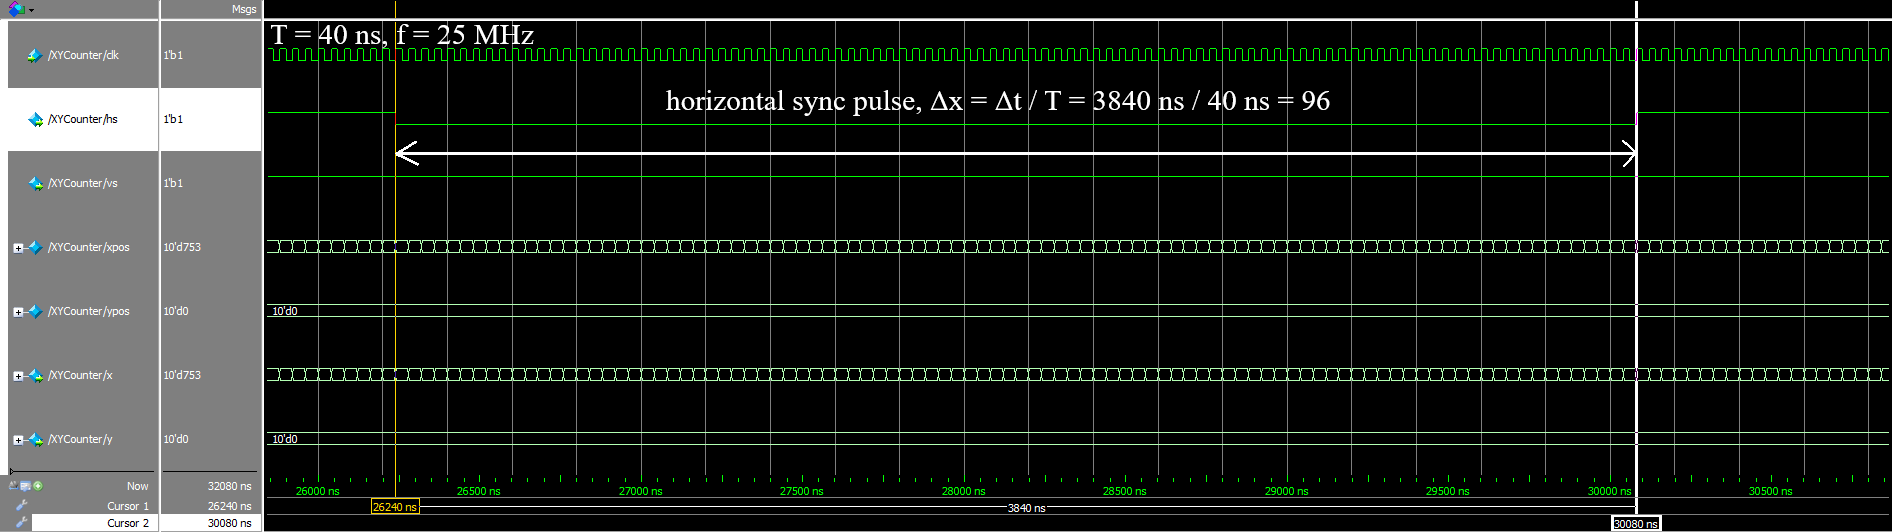 Msgs
T = 40 ns, f = 25 MHz
/XYCounter/clk 1'b1
horizontal sync pulse, Δx = Δt / T = 3840 ns / 40 ns = 96
/XYCounter/hs 1'b1
/XYCounter/vs 1'b1
/XYCounter/xpos 10'd753
/XYCounter/ypos 10'd0 10'd0
/XYCounter/x 10'd753
/XYCounter/y 10'd0 10'd0
Now 32080 ns 26000 ns 26500 ns 27000 ns 27500 ns 28000 ns 28500 ns 29000 ns 29500 ns 30000 ns 30500 ns
Cursor 1 26240 ns 26240 ns 3840 ns
Cursor 2 30080 ns 30080 ns